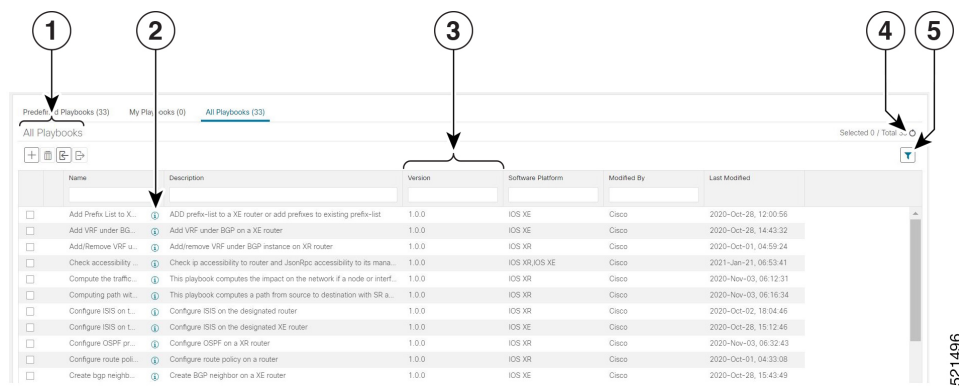 1 2 3 4 5
Predefined Playbooks (33) My Playbooks (0) All Playbooks (33)
All Playbooks Selected 0 / Total 33
Name Description Version Software Platform Modified By Last Modified
Add Prefix List to X... ADD prefix-list to a XE router or add prefixes to existing prefix-list 1.0.0 IOS XE Cisco 2020-Oct-28, 12:00:56
Add VRF under BG... Add VRF under BGP on a XE router 1.0.0 IOS XE Cisco 2020-Oct-28, 14:43:32
Add/Remove VRF u... Add/remove VRF under BGP instance on XR router 1.0.0 IOS XR Cisco 2020-Oct-01, 04:59:24
Check accessibility ... Check ip accessibility to router and JsonRpc accessibility to its mana... 1.0.0 IOS XR,IOS XE Cisco 2021-Jan-21, 06:53:41
Compute the traffic... This playbook computes the impact on the network if a node or interf... 1.0.0 IOS XR Cisco 2020-Nov-03, 06:12:31
Computing path wit... This playbook computes a path from source to destination with SR a... 1.0.0 IOS XR Cisco 2020-Nov-03, 06:16:34
Configure ISIS on t... Configure ISIS on the designated router 1.0.0 IOS XR Cisco 2020-Oct-02, 18:04:46
Configure ISIS on t... Configure ISIS on the designated XE router 1.0.0 IOS XE Cisco 2020-Oct-28, 15:12:46
Configure OSPF pr... Configure OSPF on a XR router 1.0.0 IOS XR Cisco 2020-Nov-03, 06:32:43
Configure route poli... Configure route policy on a router 1.0.0 IOS XR Cisco 2020-Oct-01, 04:33:08
Create bgp neighb... Create BGP neighbor on a XE router 1.0.0 IOS XE Cisco 2020-Oct-28, 15:43:49
521496